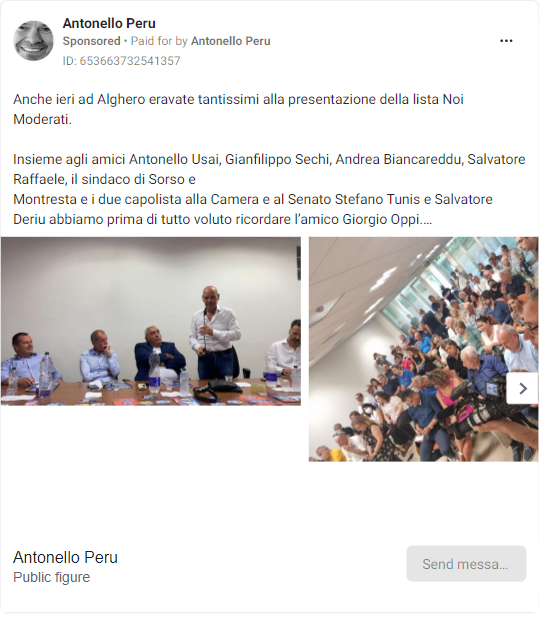 Antonello Peru
Sponsored • Paid for by Antonello Peru
ID: 653663732541357
Anche ieri ad Alghero eravate tantissimi alla presentazione della lista Noi
Moderati.
Insieme agli amici Antonello Usai, Gianfilippo Sechi, Andrea Biancareddu, Salvatore
Raffaele, il sindaco di Sorso e
Montresta e i due capolista alla Camera e al Senato Stefano Tunis e Salvatore
Deriu abbiamo prima di tutto voluto ricordare l’amico Giorgio Oppi....
Antonello Peru
Public figure
Send messa...